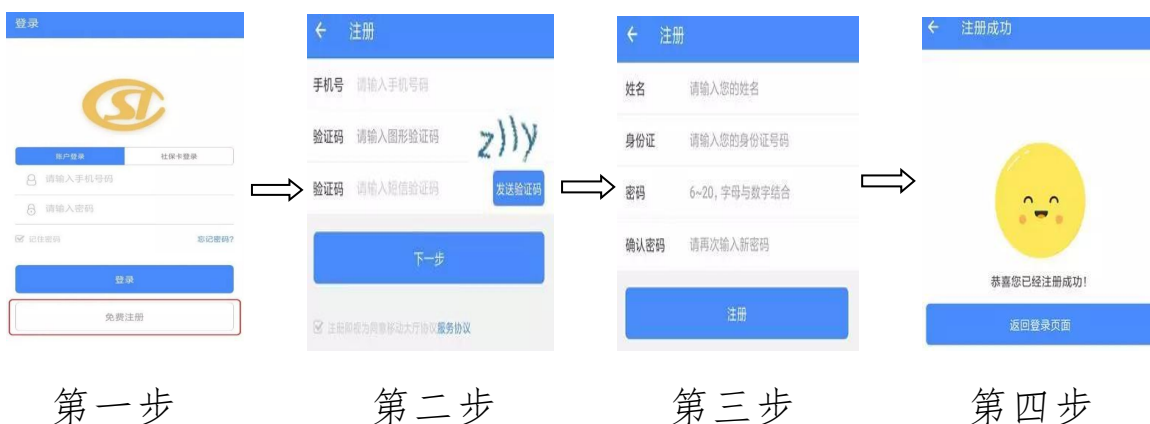 登录
账户登录
社保卡登录
请输入手机号码
请输入密码
记住密码
忘记密码?
登录
免费注册
第一步
注册
手机号 请输入手机号码
验证码 请输入图形验证码
zlly
验证码 请输入短信验证码
发送验证码
下一步
注册即视为同意移动大厅协议服务协议
第二步
注册
姓名 请输入您的姓名
身份证 请输入您的身份证号码
密码 6~20,字母与数字结合
确认密码 请再次输入新密码
注册
第三步
注册成功
恭喜您已经注册成功!
返回登录页面
第四步